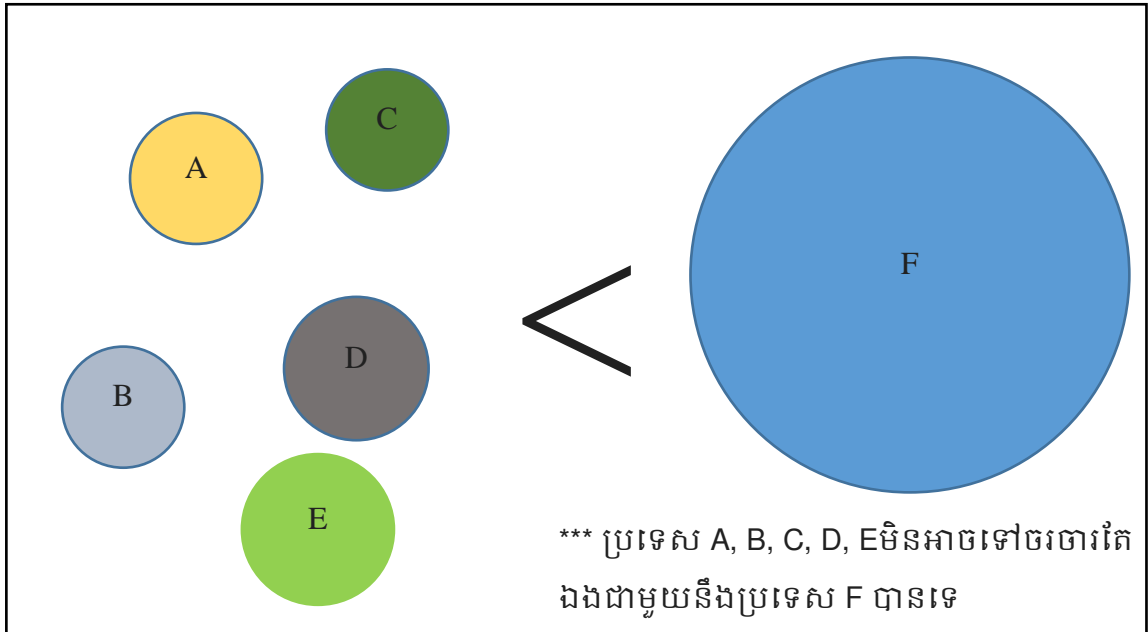 C
A
F
<
D
B
E
*** ប្រទេស A, B, C, D, Eមិនអាចទៅចរចារតែ
ឯងជាមួយនឹងប្រទេស F បានទេ